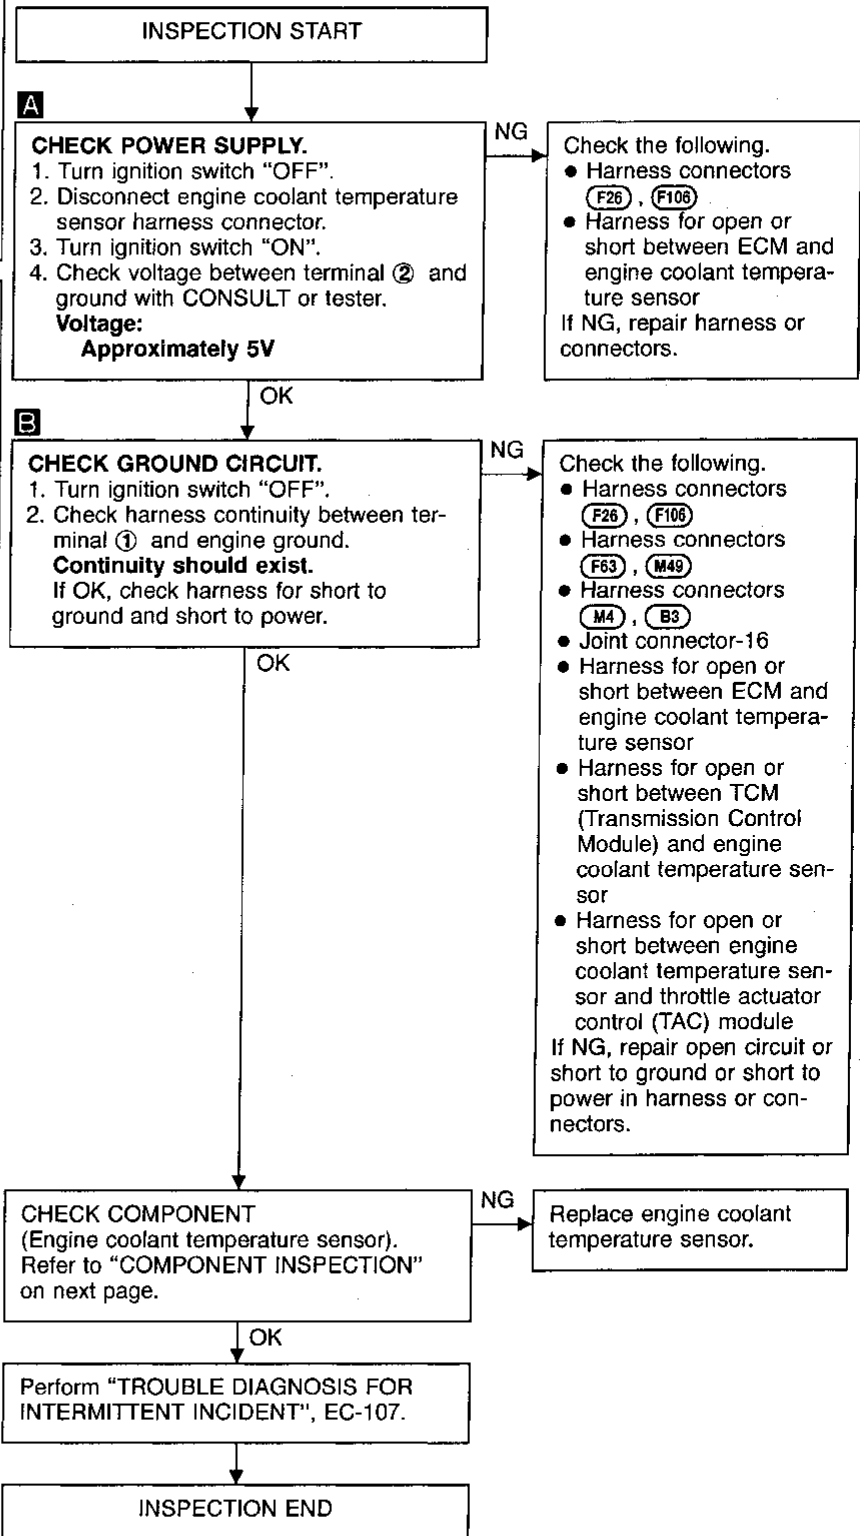 INSPECTION START
A
CHECK POWER SUPPLY.
1. Turn ignition switch "OFF".
2. Disconnect engine coolant temperature
sensor harness connector.
3. Turn ignition switch "ON".
4. Check voltage between terminal ② and
ground with CONSULT or tester.
Voltage:
Approximately 5V
NG
Check the following.
● Harness connectors
F26 , F106
● Harness for open or
short between ECM and
engine coolant tempera-
ture sensor
If NG, repair harness or
connectors.
OK
B
CHECK GROUND CIRCUIT.
1. Turn ignition switch "OFF".
2. Check harness continuity between ter-
minal ① and engine ground.
Continuity should exist.
If OK, check harness for short to
ground and short to power.
NG
Check the following.
● Harness connectors
F26 , F106
● Harness connectors
F63 , M49
● Harness connectors
M4 , B3
● Joint connector-16
● Harness for open or
short between ECM and
engine coolant tempera-
ture sensor
● Harness for open or
short between TCM
(Transmission Control
Module) and engine
coolant temperature sen-
sor
● Harness for open or
short between engine
coolant temperature sen-
sor and throttle actuator
control (TAC) module
If NG, repair open circuit or
short to ground or short to
power in harness or con-
nectors.
OK
CHECK COMPONENT
(Engine coolant temperature sensor).
Refer to "COMPONENT INSPECTION"
on next page.
NG
Replace engine coolant
temperature sensor.
OK
Perform "TROUBLE DIAGNOSIS FOR
INTERMITTENT INCIDENT", EC-107.
INSPECTION END